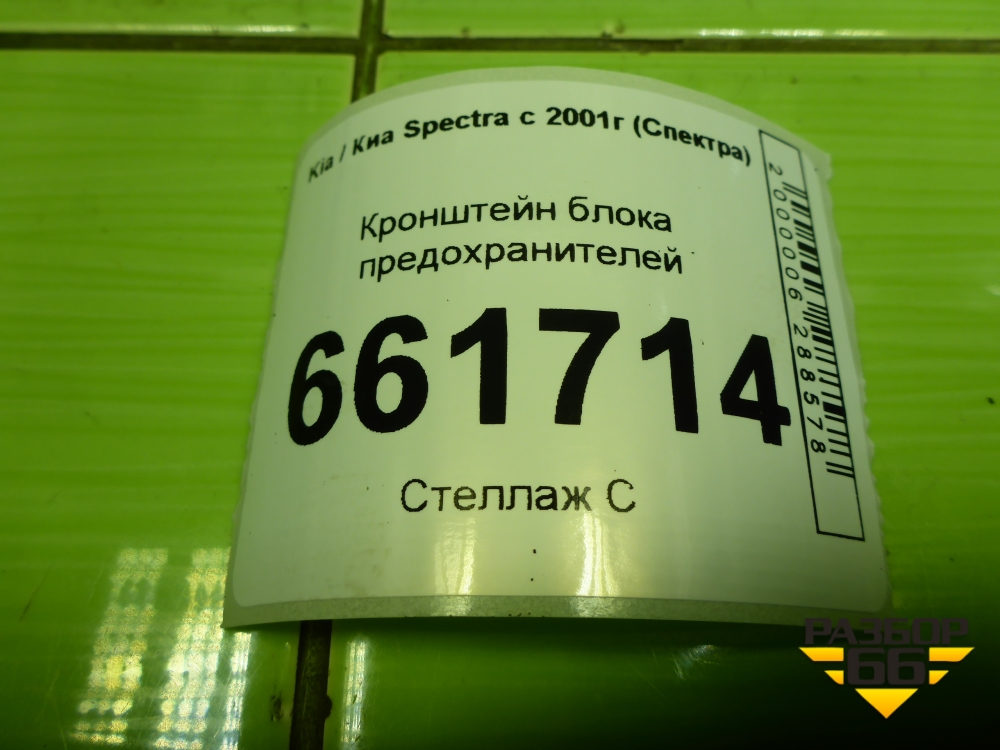 Kia / Киа Spectra с 2001г (Спектра)
Кронштейн блока
предохранителей
661714
Стеллаж С
2000006288578
РАЗБОР
66